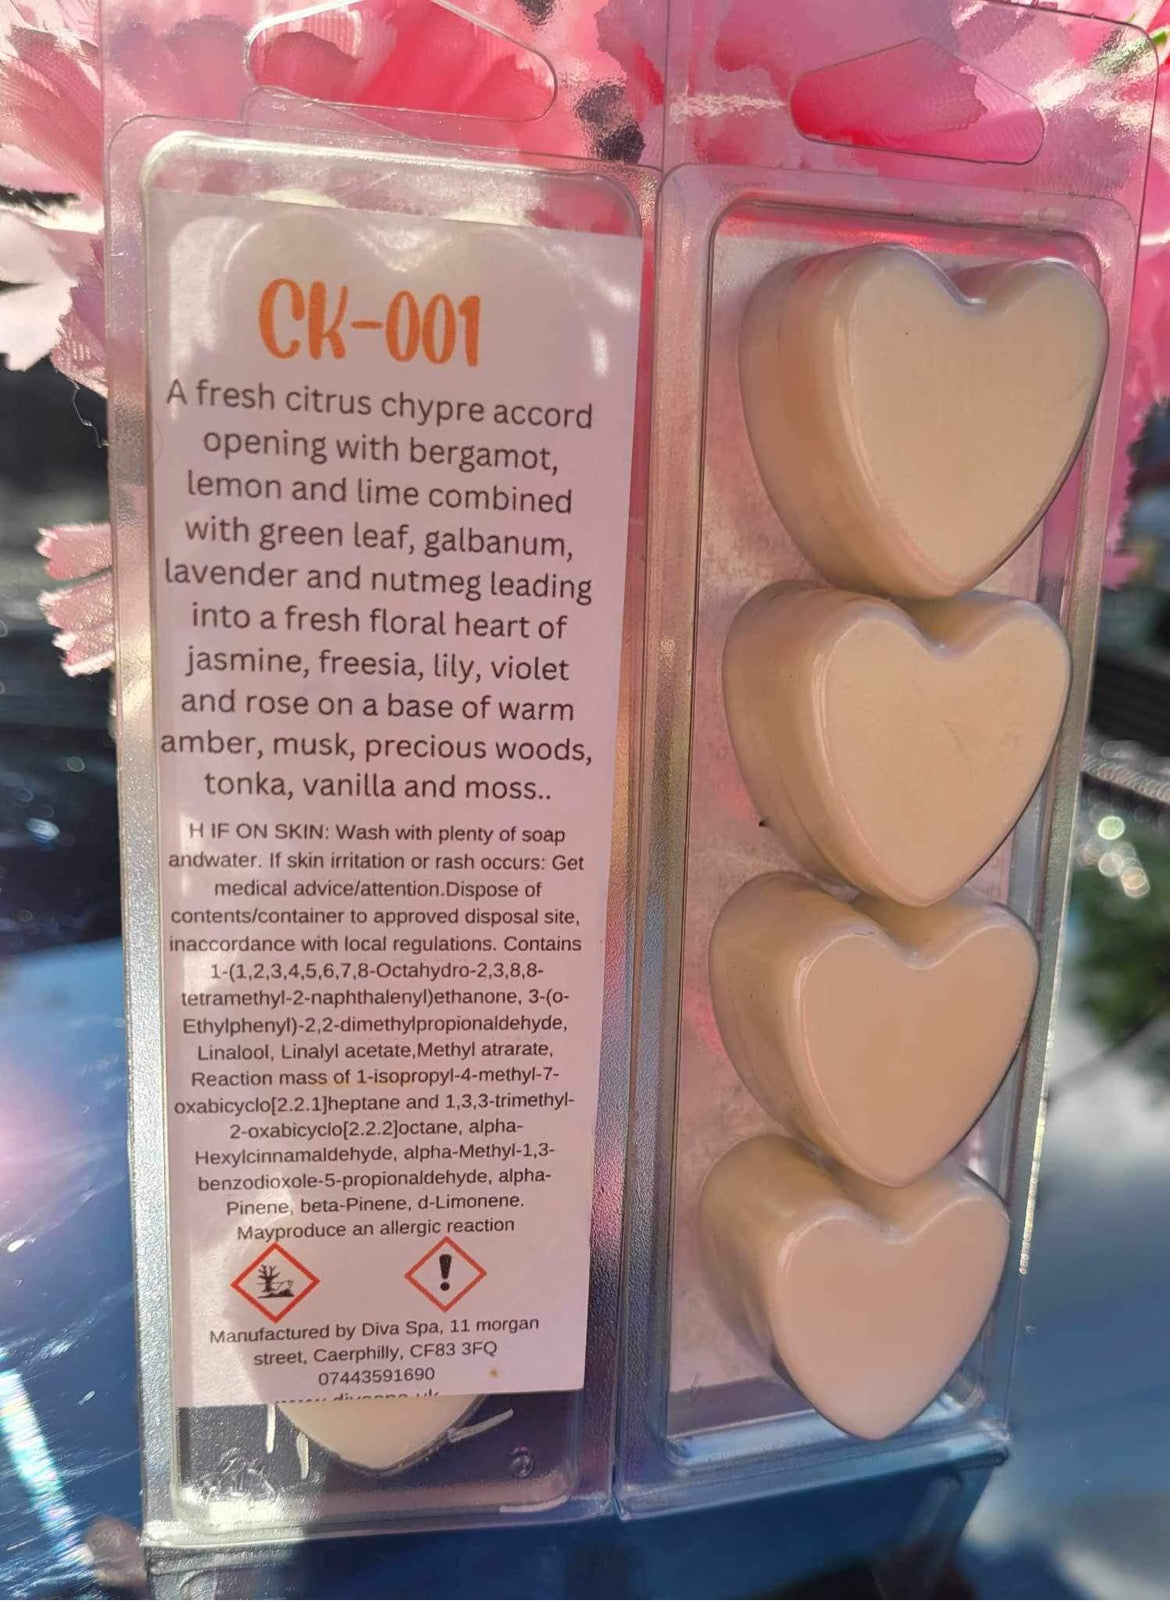 CK-001
A fresh citrus chypre accord
opening with bergamot,
lemon and lime combined
with green leaf, galbanum,
lavender and nutmeg leading
into a fresh floral heart of
jasmine, freesia, lily, violet
and rose on a base of warm
amber, musk, precious woods,
tonka, vanilla and moss..
H IF ON SKIN: Wash with plenty of soap
andwater. If skin irritation or rash occurs: Get
medical advice/attention.Dispose of
contents/container to approved disposal site,
inaccordance with local regulations. Contains
1-(1,2,3,4,5,6,7,8-Octahydro-2,3,8,8-
tetramethyl-2-naphthalenyl)ethanone, 3-(o-
Ethylphenyl)-2,2-dimethylpropionaldehyde,
Linalool, Linalyl acetate,Methyl atrarate,
Reaction mass of 1-isopropyl-4-methyl-7-
oxabicyclo[2.2.1]heptane and 1,3,3-trimethyl-
2-oxabicyclo[2.2.2]octane, alpha-
Hexylcinnamaldehyde, alpha-Methyl-1,3-
benzodioxole-5-propionaldehyde, alpha-
Pinene, beta-Pinene, d-Limonene.
Mayproduce an allergic reaction
Manufactured by Diva Spa, 11 morgan
street, Caerphilly, CF83 3FQ
07443591690